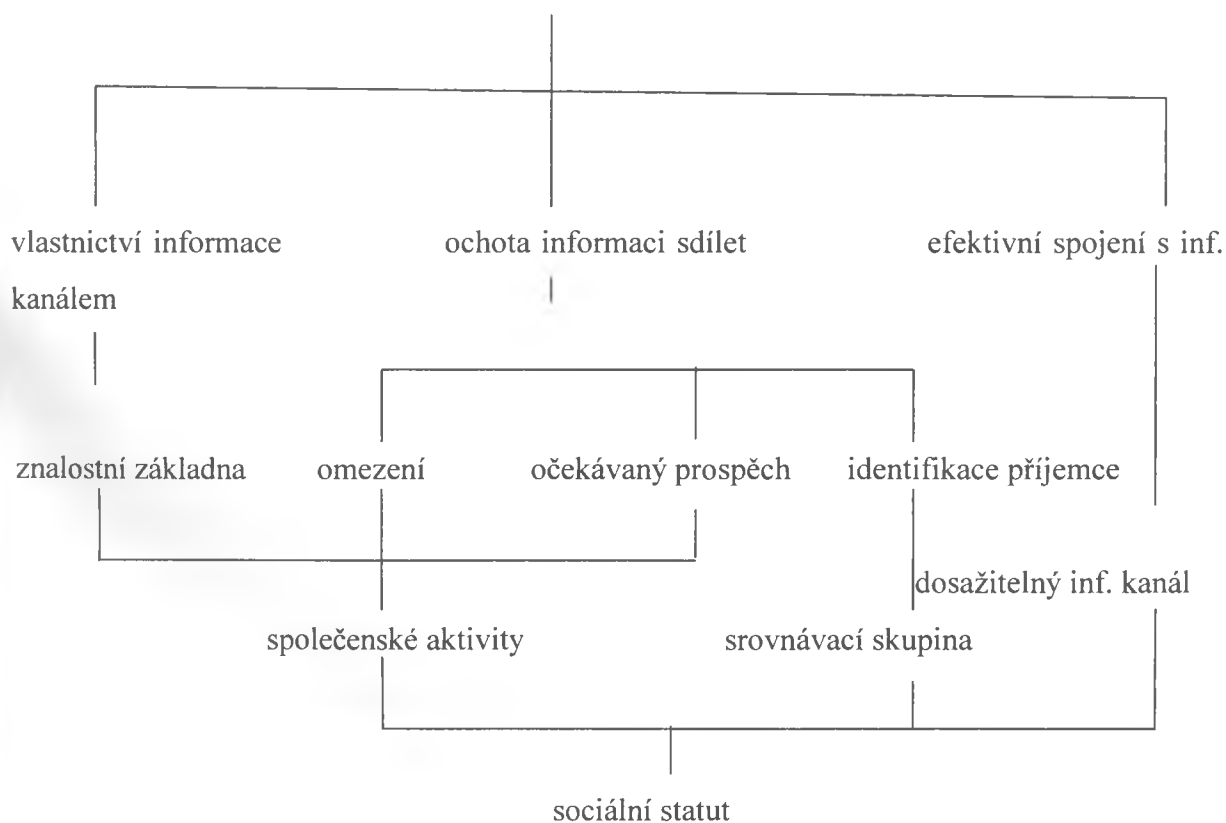 vlastnictví informace ochota informaci sdílet efektivní spojení s inf.
kanálem
znalostní základna omezení očekávaný prospěch identifikace příjemce
dosažitelný inf. kanál
společenské aktivity srovnávací skupina
sociální statut